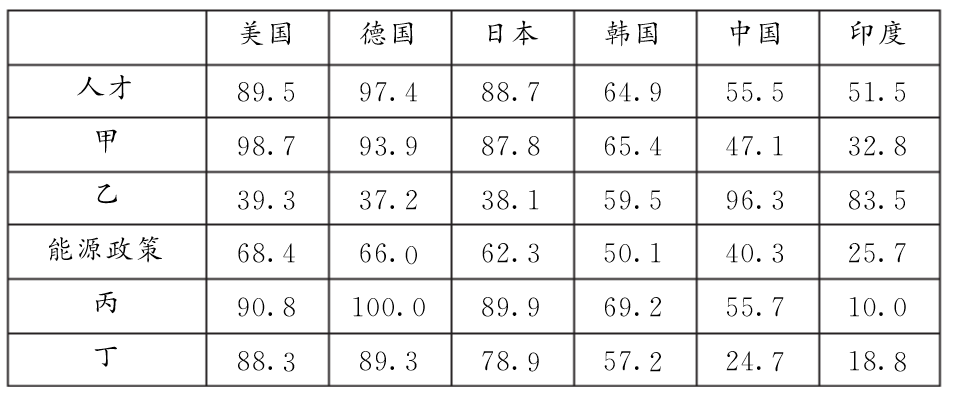 美国 德国 日本 韩国 中国 印度
人才 89.5 97.4 88.7 64.9 55.5 51.5
甲 98.7 93.9 87.8 65.4 47.1 32.8
乙 39.3 37.2 38.1 59.5 96.3 83.5
能源政策 68.4 66.0 62.3 50.1 40.3 25.7
丙 90.8 100.0 89.9 69.2 55.7 10.0
丁 88.3 89.3 78.9 57.2 24.7 18.8